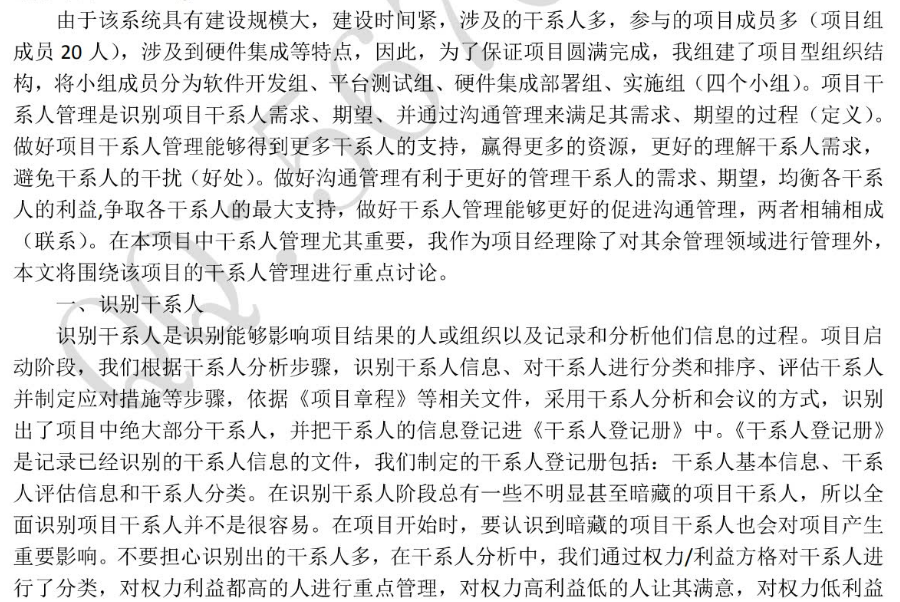 由于该系统具有建设规模大，建设时间紧，涉及的干系人多，参与的项目成员多（项目组
成员 20 人），涉及到硬件集成等特点，因此，为了保证项目圆满完成，我组建了项目型组织结
构，将小组成员分为软件开发组、平台测试组、硬件集成部署组、实施组（四个小组）。项目干
系人管理是识别项目干系人需求、期望、并通过沟通管理来满足其需求、期望的过程（定义）。
做好项目干系人管理能够得到更多干系人的支持，赢得更多的资源，更好的理解干系人需求，
避免干系人的干扰（好处）。做好沟通管理有利于更好的管理干系人的需求、期望，均衡各干系
人的利益,争取各干系人的最大支持，做好干系人管理能够更好的促进沟通管理，两者相辅相成
（联系）。在本项目中干系人管理尤其重要，我作为项目经理除了对其余管理领域进行管理外，
本文将围绕该项目的干系人管理进行重点讨论。
一、识别干系人
识别干系人是识别能够影响项目结果的人或组织以及记录和分析他们信息的过程。项目启
动阶段，我们根据干系人分析步骤，识别干系人信息、对干系人进行分类和排序、评估干系人
并制定应对措施等步骤，依据《项目章程》等相关文件，采用干系人分析和会议的方式，识别
出了项目中绝大部分干系人，并把干系人的信息登记进《干系人登记册》中。《干系人登记册》
是记录已经识别的干系人信息的文件，我们制定的干系人登记册包括：干系人基本信息、干系
人评估信息和干系人分类。在识别干系人阶段总有一些不明显甚至暗藏的项目干系人，所以全
面识别项目干系人并不是很容易。在项目开始时，要认识到暗藏的项目干系人也会对项目产生
重要影响。不要担心识别出的干系人多，在干系人分析中，我们通过权力/利益方格对干系人进
行了分类，对权力利益都高的人进行重点管理，对权力高利益低的人让其满意，对权力低利益